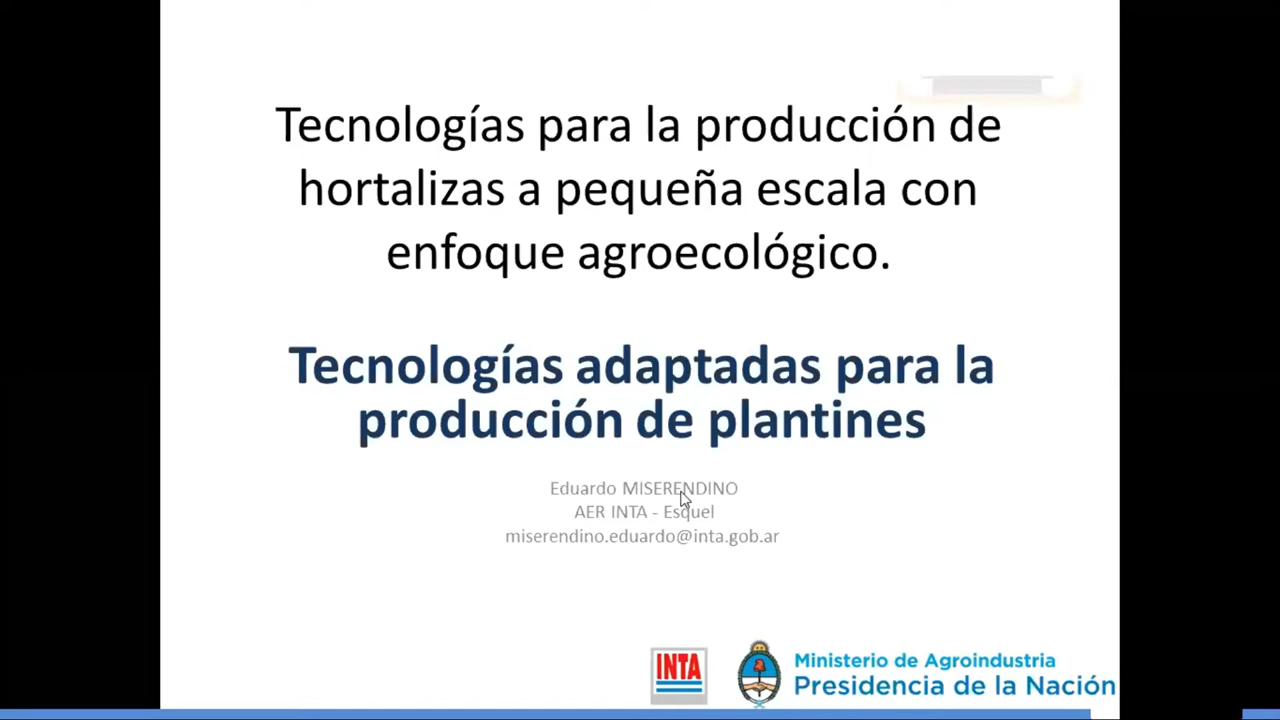 Tecnologías para la producción de
hortalizas a pequeña escala con
enfoque agroecológico.
Tecnologías adaptadas para la
producción de plantines
Eduardo MISERENDINO
AER INTA - Esquel
miserendino.eduardo@inta.gob.ar
INTA
Ministerio de Agroindustria
Presidencia de la Nación